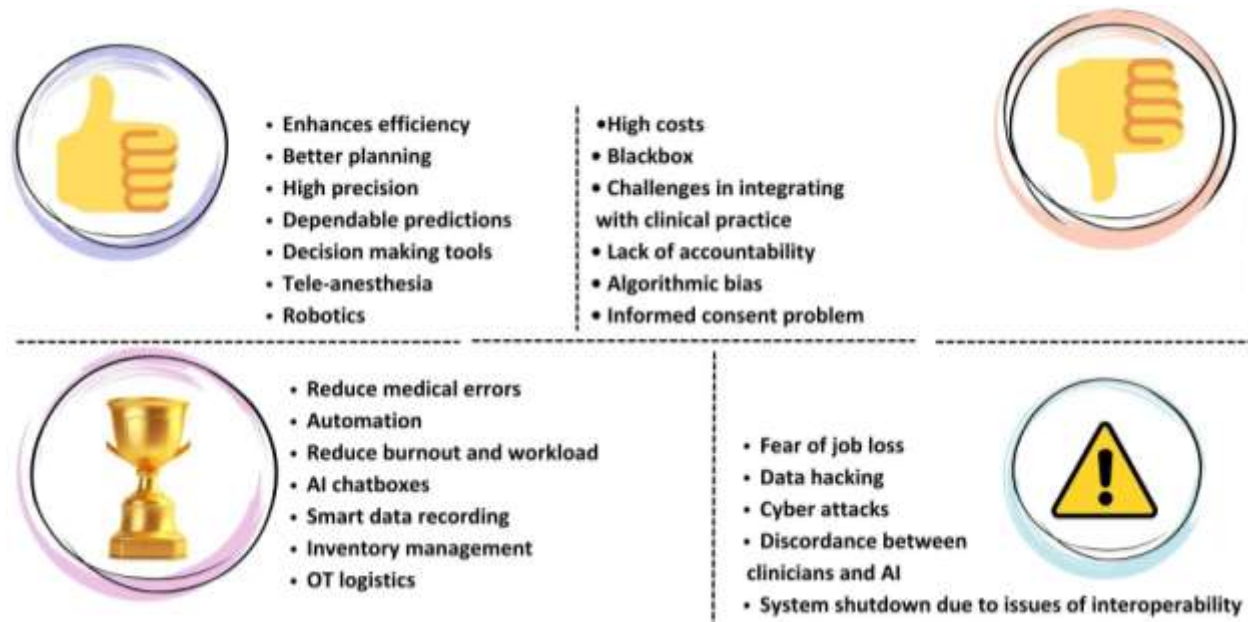 • Enhances efficiency
• Better planning
• High precision
• Dependable predictions
• Decision making tools
• Tele-anesthesia
• Robotics
•High costs
• Blackbox
• Challenges in integrating
with clinical practice
• Lack of accountability
• Algorithmic bias
• Informed consent problem
• Reduce medical errors
• Automation
• Reduce burnout and workload
• AI chatboxes
• Smart data recording
• Inventory management
• OT logistics
• Fear of job loss
• Data hacking
• Cyber attacks
• Discordance between
clinicians and AI
• System shutdown due to issues of interoperability